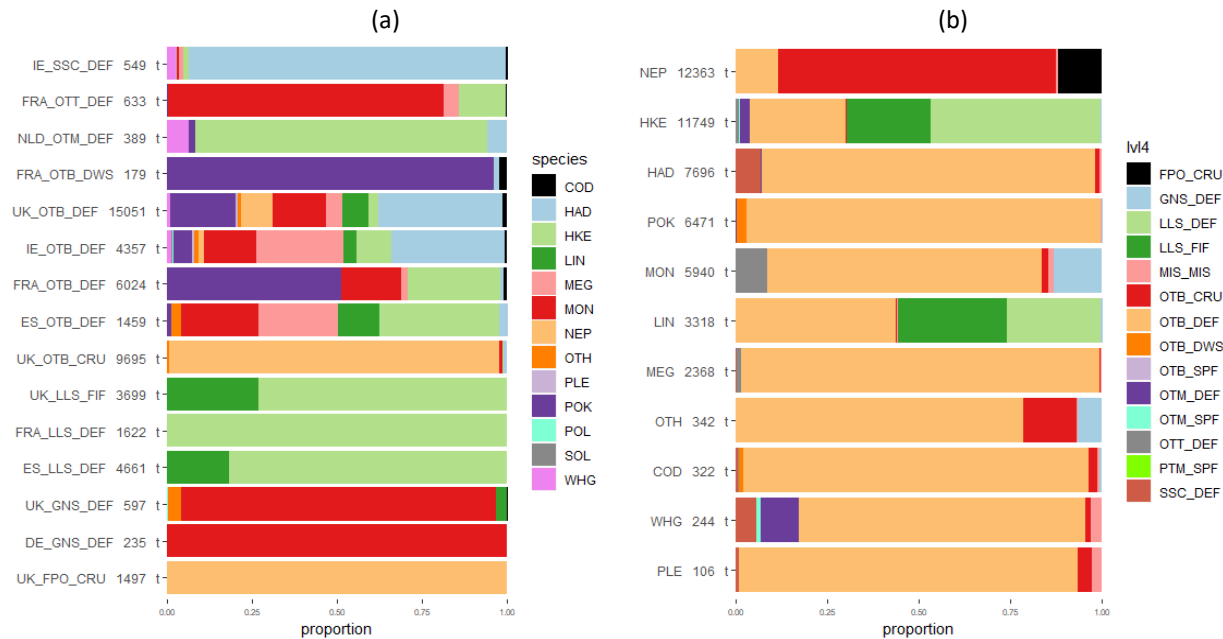 (a)
IE_SSC_DEF 549 t
FRA_OTT_DEF 633 t
NLD_OTM_DEF 389 t
FRA_OTB_DWS 179 t
UK_OTB_DEF 15051 t
IE_OTB_DEF 4357 t
FRA_OTB_DEF 6024 t
ES_OTB_DEF 1459 t
UK_OTB_CRU 9695 t
UK_LLS_FIF 3699 t
FRA_LLS_DEF 1622 t
ES_LLS_DEF 4661 t
UK_GNS_DEF 597 t
DE_GNS_DEF 235 t
UK_FPO_CRU 1497 t
0.00 0.25 0.50 0.75 1.00
proportion
species
COD
HAD
HKE
LIN
MEG
MON
NEP
OTH
PLE
POK
POL
SOL
WHG
(b)
NEP 12363 t
HKE 11749 t
HAD 7696 t
POK 6471 t
MON 5940 t
LIN 3318 t
MEG 2368 t
OTH 342 t
COD 322 t
WHG 244 t
PLE 106 t
0.00 0.25 0.50 0.75 1.00
proportion
lvl4
FPO_CRU
GNS_DEF
LLS_DEF
LLS_FIF
MIS_MIS
OTB_CRU
OTB_DEF
OTB_DWS
OTB_SPF
OTM_DEF
OTM_SPF
OTT_DEF
PTM_SPF
SSC_DEF